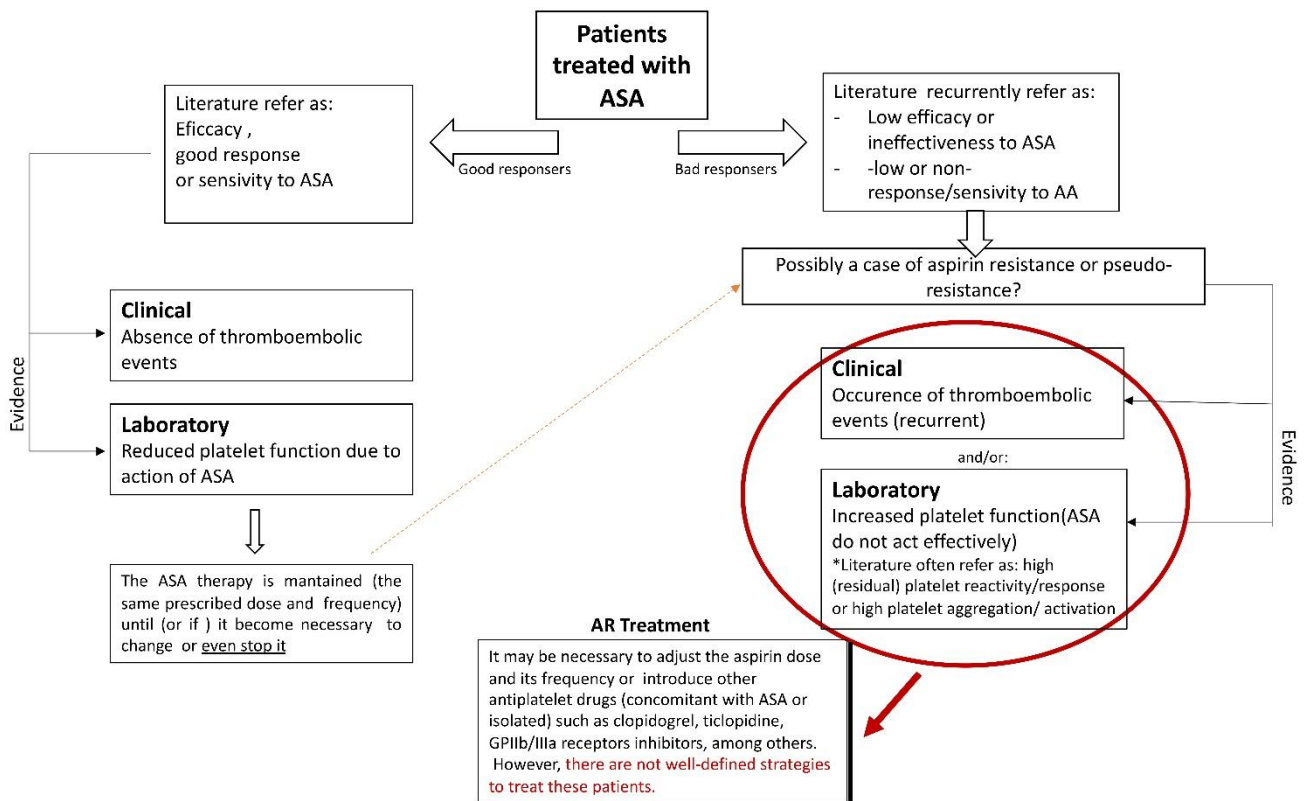 Patients
treated with
ASA
Literature refer as:
Eficcacy ,
good response
or sensivity to ASA
Good responsers
Bad responsers
Literature recurrently refer as:
- Low efficacy or
ineffectiveness to ASA
- -low or non-
response/sensivity to AA
Possibly a case of aspirin resistance or pseudo-
resistance?
Evidence
Clinical
Absence of thromboembolic
events
Laboratory
Reduced platelet function due to
action of ASA
The ASA therapy is mantained (the
same prescribed dose and frequency)
until (or if ) it become necessary to
change or even stop it
Clinical
Occurence of thromboembolic
events (recurrent)
and/or:
Laboratory
Increased platelet function(ASA
do not act effectively)
*Literature often refer as: high
(residual) platelet reactivity/response
or high platelet aggregation/ activation
Evidence
AR Treatment
It may be necessary to adjust the aspirin dose
and its frequency or introduce other
antiplatelet drugs (concomitant with ASA or
isolated) such as clopidogrel, ticlopidine,
GPIIb/IIIa receptors inhibitors, among others.
However, there are not well-defined strategies
to treat these patients.